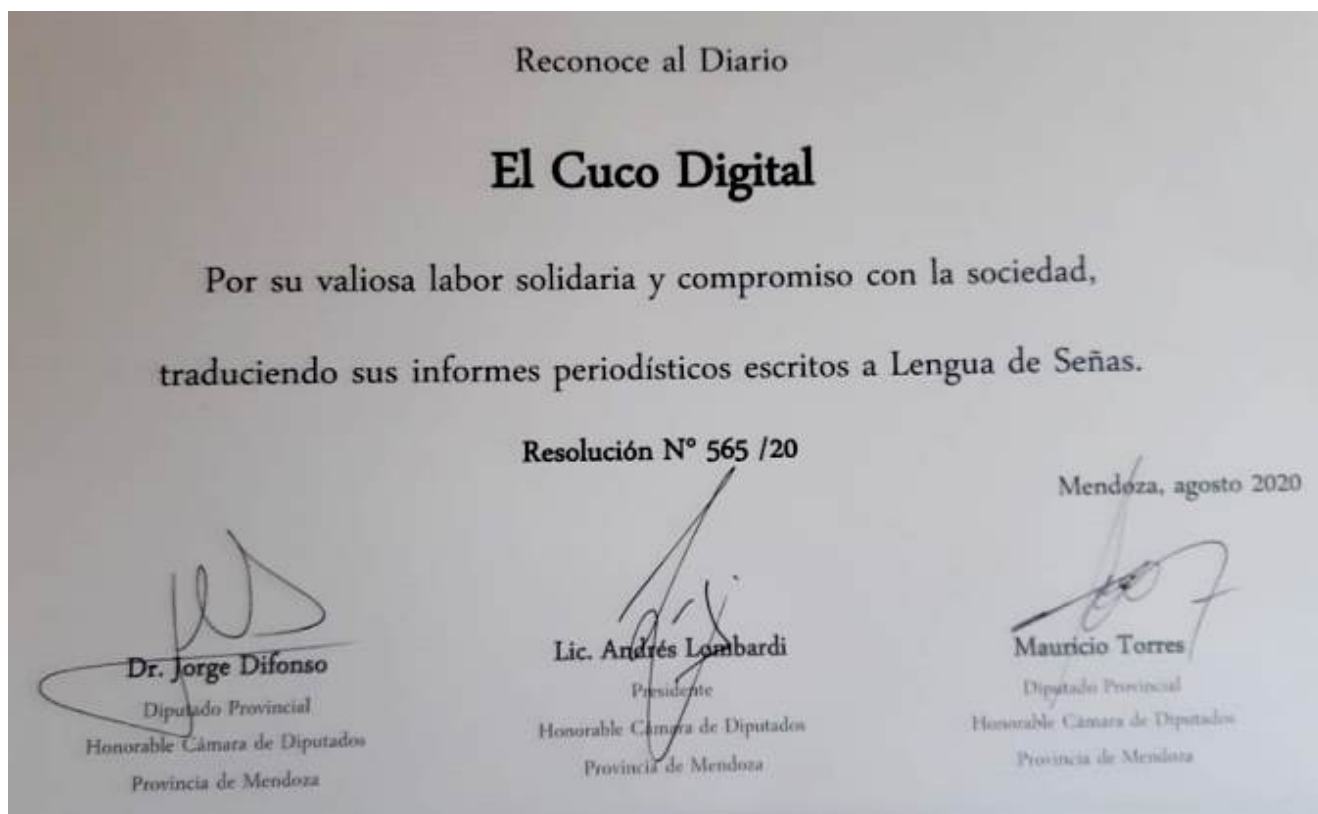 Reconoce al Diario
El Cuco Digital
Por su valiosa labor solidaria y compromiso con la sociedad,
traduciendo sus informes periodísticos escritos a Lengua de Señas.
Resolución Nº 565 /20
Mendoza, agosto 2020
Dr. Jorge Difonso
Diputado Provincial
Honorable Cámara de Diputados
Provincia de Mendoza
Lic. Andrés Lombardi
Presidente
Honorable Cámara de Diputados
Provincia de Mendoza
Mauricio Torres
Diputado Provincial
Honorable Cámara de Diputados
Provincia de Mendoza